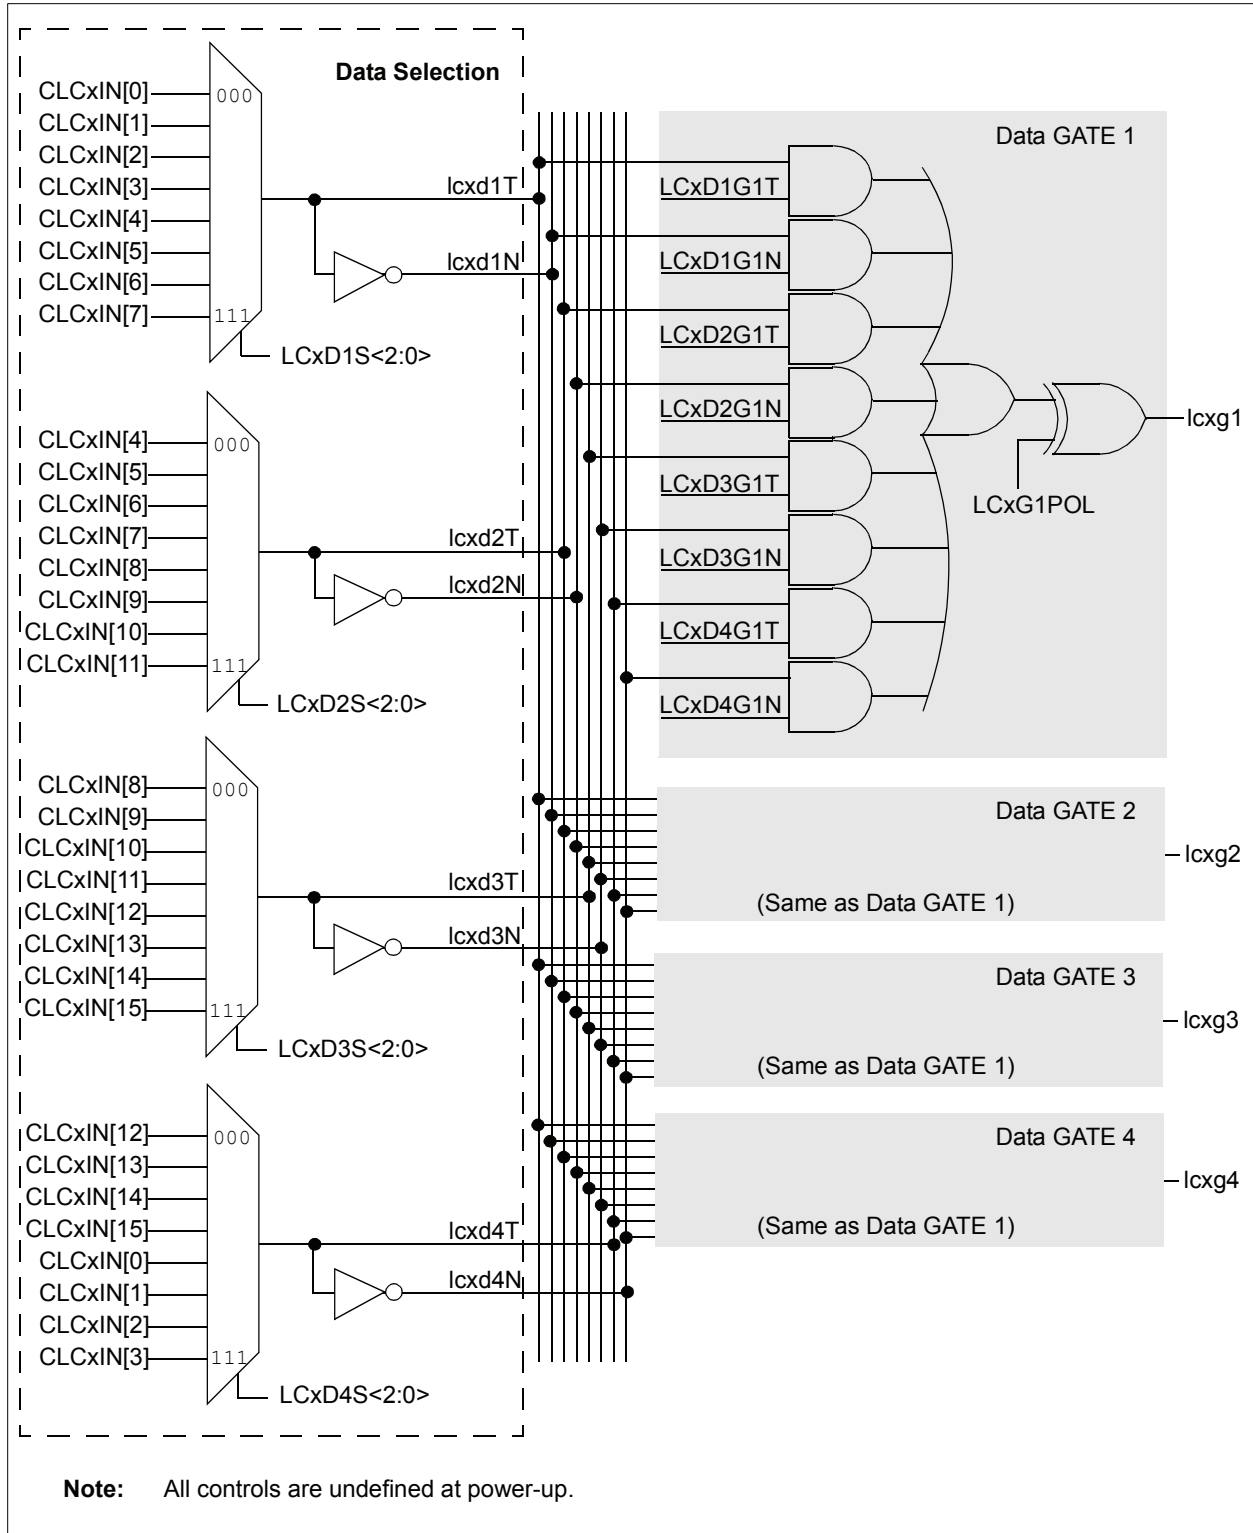 Data Selection
CLCxIN[0]
CLCxIN[1]
CLCxIN[2]
CLCxIN[3]
CLCxIN[4]
CLCxIN[5]
CLCxIN[6]
CLCxIN[7]
000
111
LCxD1S<2:0>
lcxd1T
lcxd1N
CLCxIN[4]
CLCxIN[5]
CLCxIN[6]
CLCxIN[7]
CLCxIN[8]
CLCxIN[9]
CLCxIN[10]
CLCxIN[11]
000
111
LCxD2S<2:0>
lcxd2T
lcxd2N
CLCxIN[8]
CLCxIN[9]
CLCxIN[10]
CLCxIN[11]
CLCxIN[12]
CLCxIN[13]
CLCxIN[14]
CLCxIN[15]
000
111
LCxD3S<2:0>
lcxd3T
lcxd3N
CLCxIN[12]
CLCxIN[13]
CLCxIN[14]
CLCxIN[15]
CLCxIN[0]
CLCxIN[1]
CLCxIN[2]
CLCxIN[3]
000
111
LCxD4S<2:0>
lcxd4T
lcxd4N
Data GATE 1
LCxD1G1T
LCxD1G1N
LCxD2G1T
LCxD2G1N
LCxD3G1T
LCxD3G1N
LCxD4G1T
LCxD4G1N
LCxG1POL
lcxg1
Data GATE 2
(Same as Data GATE 1)
lcxg2
Data GATE 3
(Same as Data GATE 1)
lcxg3
Data GATE 4
(Same as Data GATE 1)
lcxg4
Note: All controls are undefined at power-up.